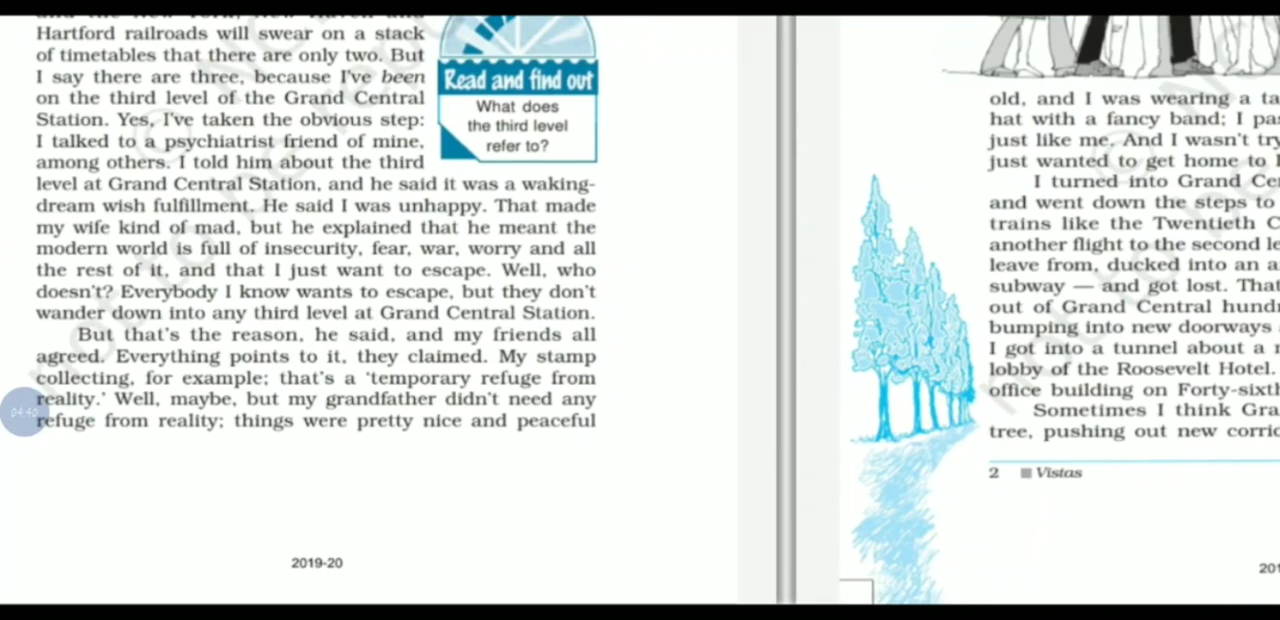 Hartford railroads will swear on a stack
of timetables that there are only two. But
I say there are three, because I've been
on the third level of the Grand Central
Station. Yes, I've taken the obvious step:
I talked to a psychiatrist friend of mine,
among others. I told him about the third
level at Grand Central Station, and he said it was a waking-
dream wish fulfillment. He said I was unhappy. That made
my wife kind of mad, but he explained that he meant the
modern world is full of insecurity, fear, war, worry and all
the rest of it, and that I just want to escape. Well, who
doesn't? Everybody I know wants to escape, but they don't
wander down into any third level at Grand Central Station.
But that's the reason, he said, and my friends all
agreed. Everything points to it, they claimed. My stamp
collecting, for example; that's a 'temporary refuge from
reality.' Well, maybe, but my grandfather didn't need any
refuge from reality; things were pretty nice and peaceful
Read and find out
What does
the third level
refer to?
04:40
2019-20
old, and I was wearing a
hat with a fancy band; I
just like me. And I wasn't
just wanted to get home to
I turned into Grand
and went down the steps to
trains like the Twentieth
another flight to the second
leave from, ducked into an
subway — and got lost. That
out of Grand Central
bumping into new doorways
I got into a tunnel about a
lobby of the Roosevelt Hotel.
office building on
Sometimes I think
tree, pushing out new
2 ■ Vistas